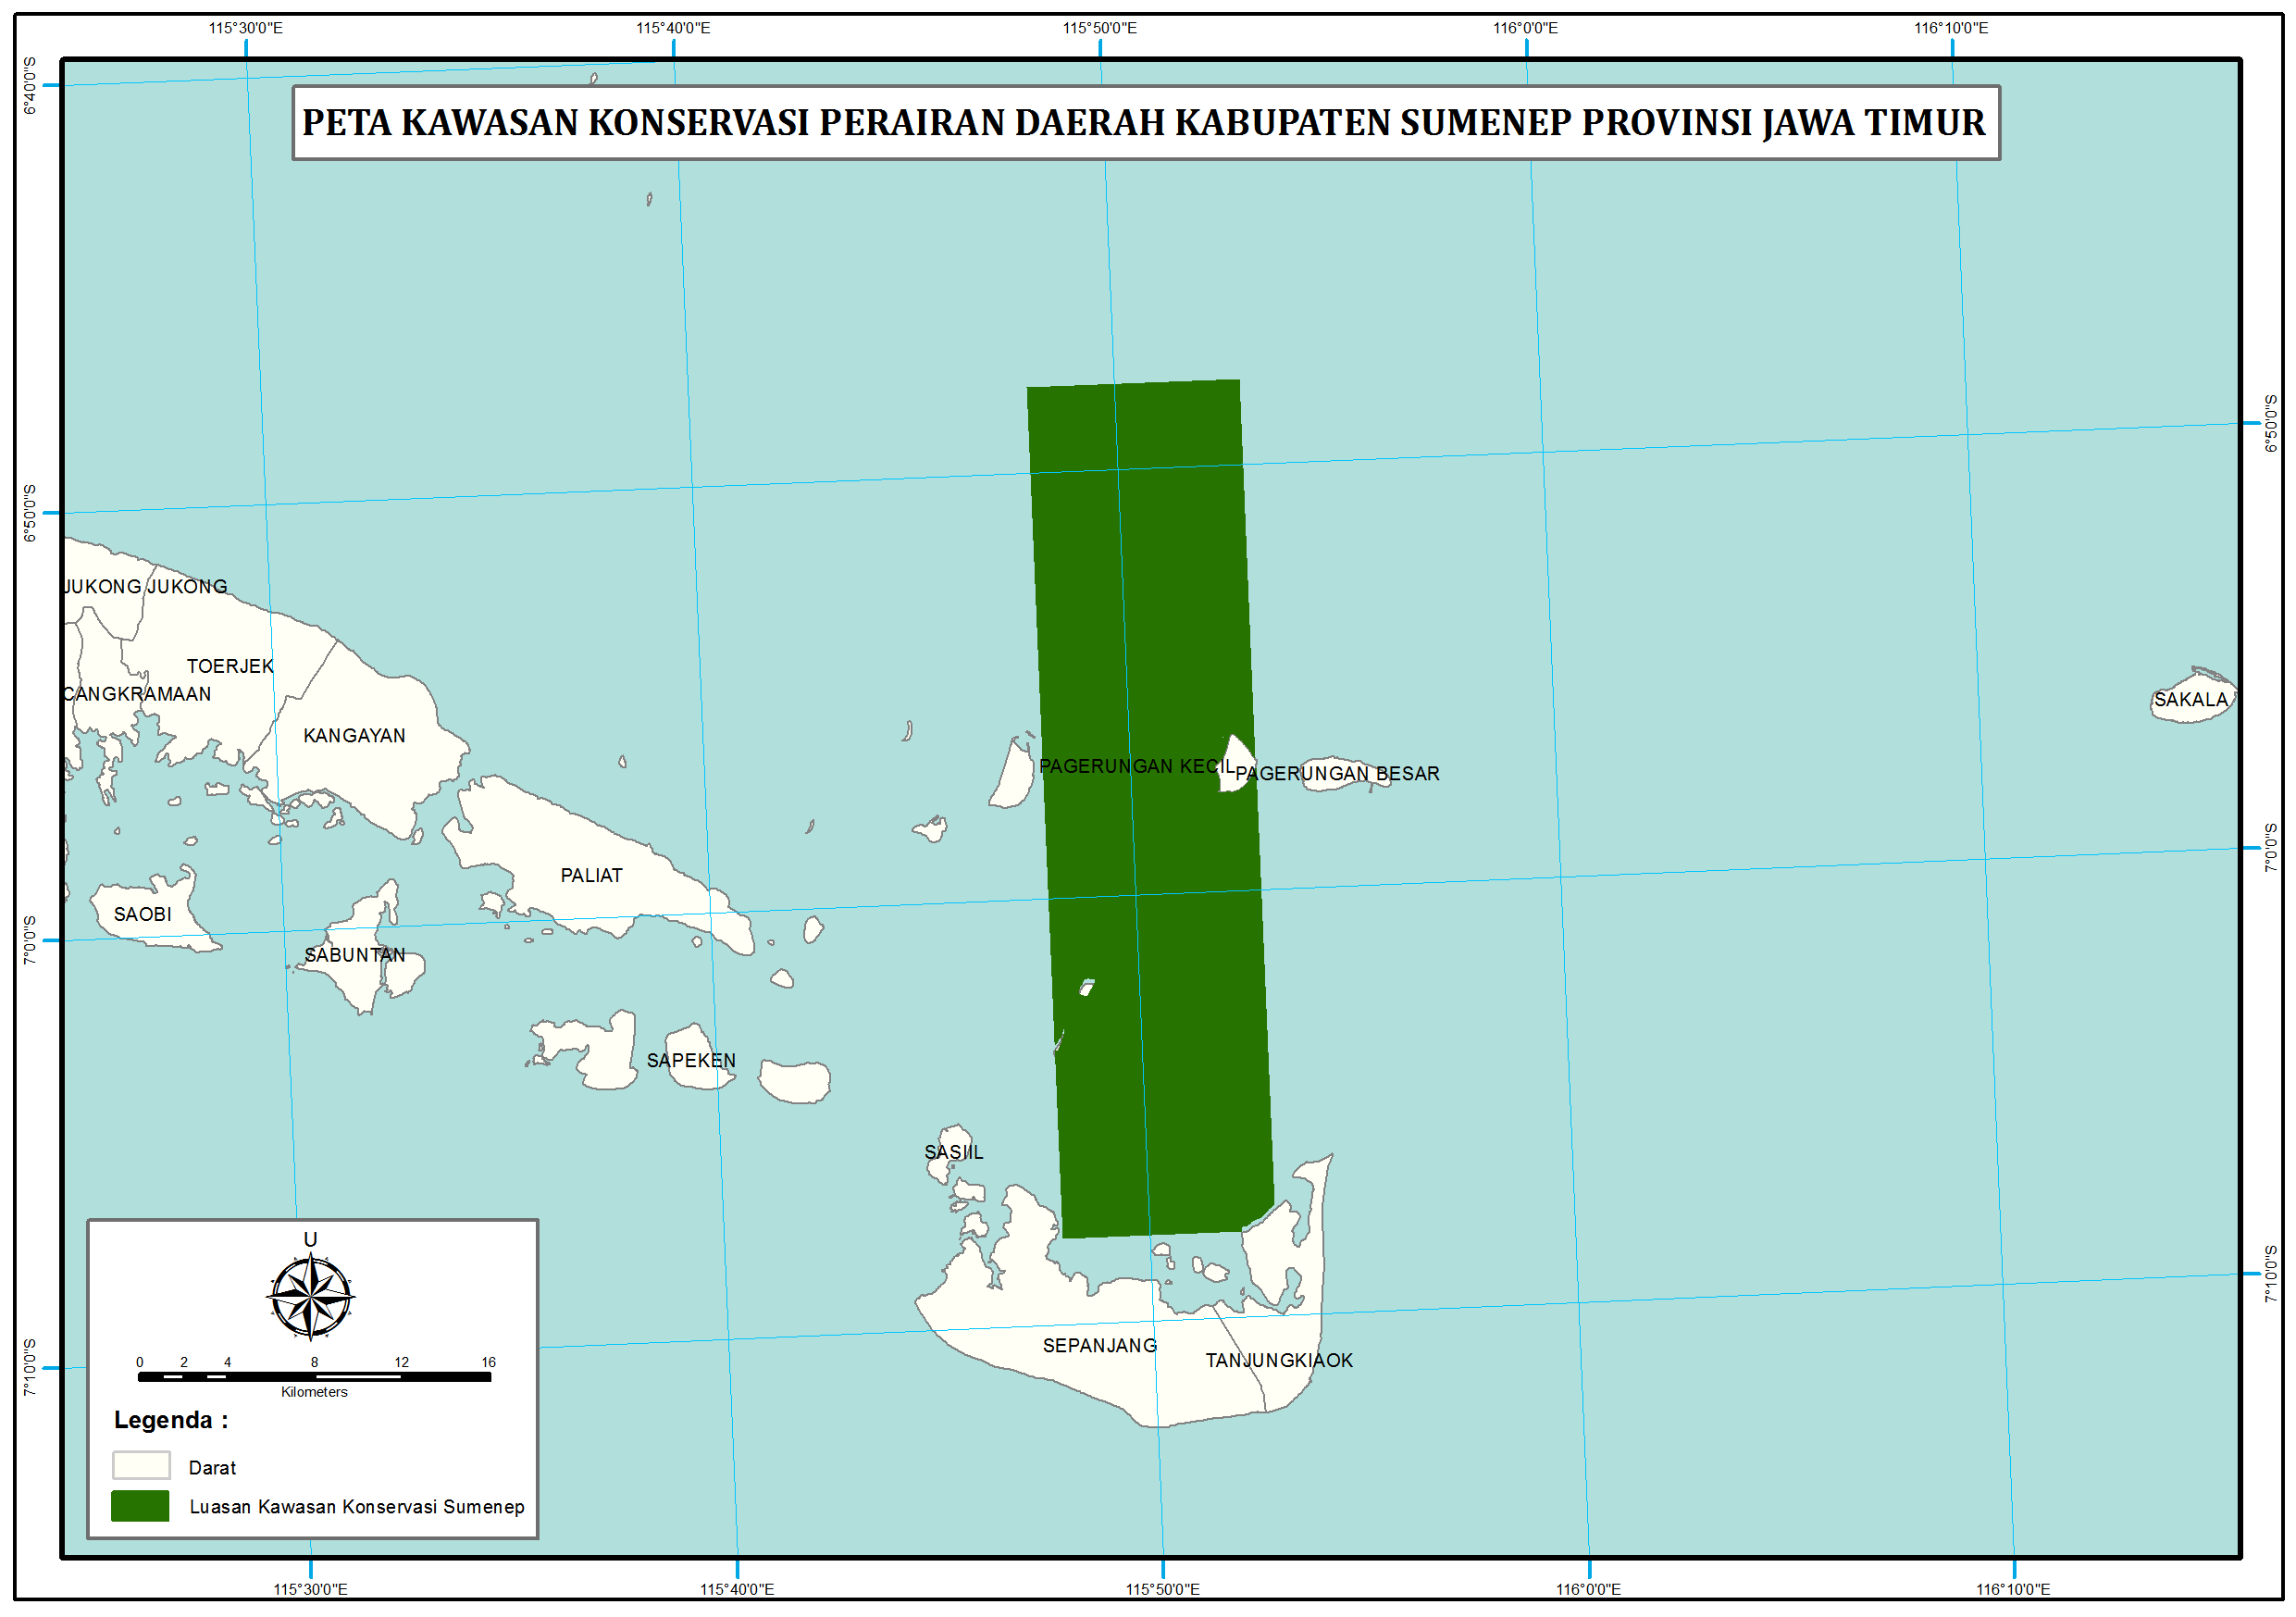 115°30'0"E 115°40'0"E 115°50'0"E 116°0'0"E 116°10'0"E
6°40'0"S
PETA KAWASAN KONSERVASI PERAIRAN DAERAH KABUPATEN SUMENEP PROVINSI JAWA TIMUR
6°50'0"S
6°50'0"S
JUKONG JUKONG
TOERJEK
CANGKRAMAAN
SAKALA
KANGAYAN
PAGERUNGAN KECIL
PAGERUNGAN BESAR
7°0'0"S
PALIAT
SAOBI
7°0'0"S
SABUNTAN
SAPEKEN
SASIIL
U
7°10'0"S
SEPANJANG
TANJUNGKIAOK
7°10'0"S
0 2 4 8 12 16
Kilometers
Legenda :
Darat
Luasan Kawasan Konservasi Sumenep
115°30'0"E 115°40'0"E 115°50'0"E 116°0'0"E 116°10'0"E